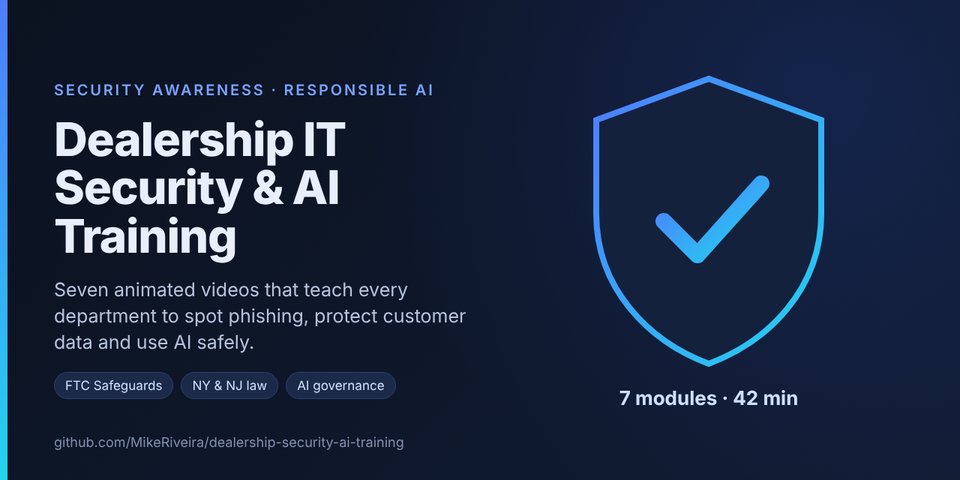 SECURITY AWARENESS · RESPONSIBLE AI
Dealership IT
Security & AI
Training
Seven animated videos that teach every
department to spot phishing, protect customer
data and use AI safely.
FTC Safeguards
NY & NJ law
AI governance
7 modules · 42 min
github.com/MikeRiveira/dealership-security-ai-training